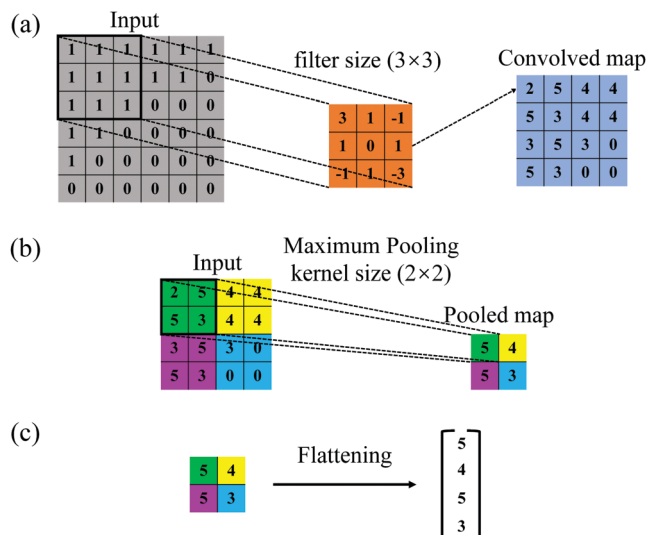 (a)
Input
1 1 1 1 1 1
1 1 1 1 1 0
1 1 1 0 0 0
1 1 0 0 0 0
1 0 0 0 0 0
0 0 0 0 0 0
filter size (3×3)
3 1 -1
1 0 1
-1 1 -3
Convolved map
2 5 4 4
5 3 4 4
3 5 3 0
5 3 0 0
(b)
Input
2 5 4 4
5 3 4 4
3 5 3 0
5 3 0 0
Maximum Pooling
kernel size (2×2)
Pooled map
5 4
5 3
(c)
5 4
5 3
Flattening
5
4
5
3